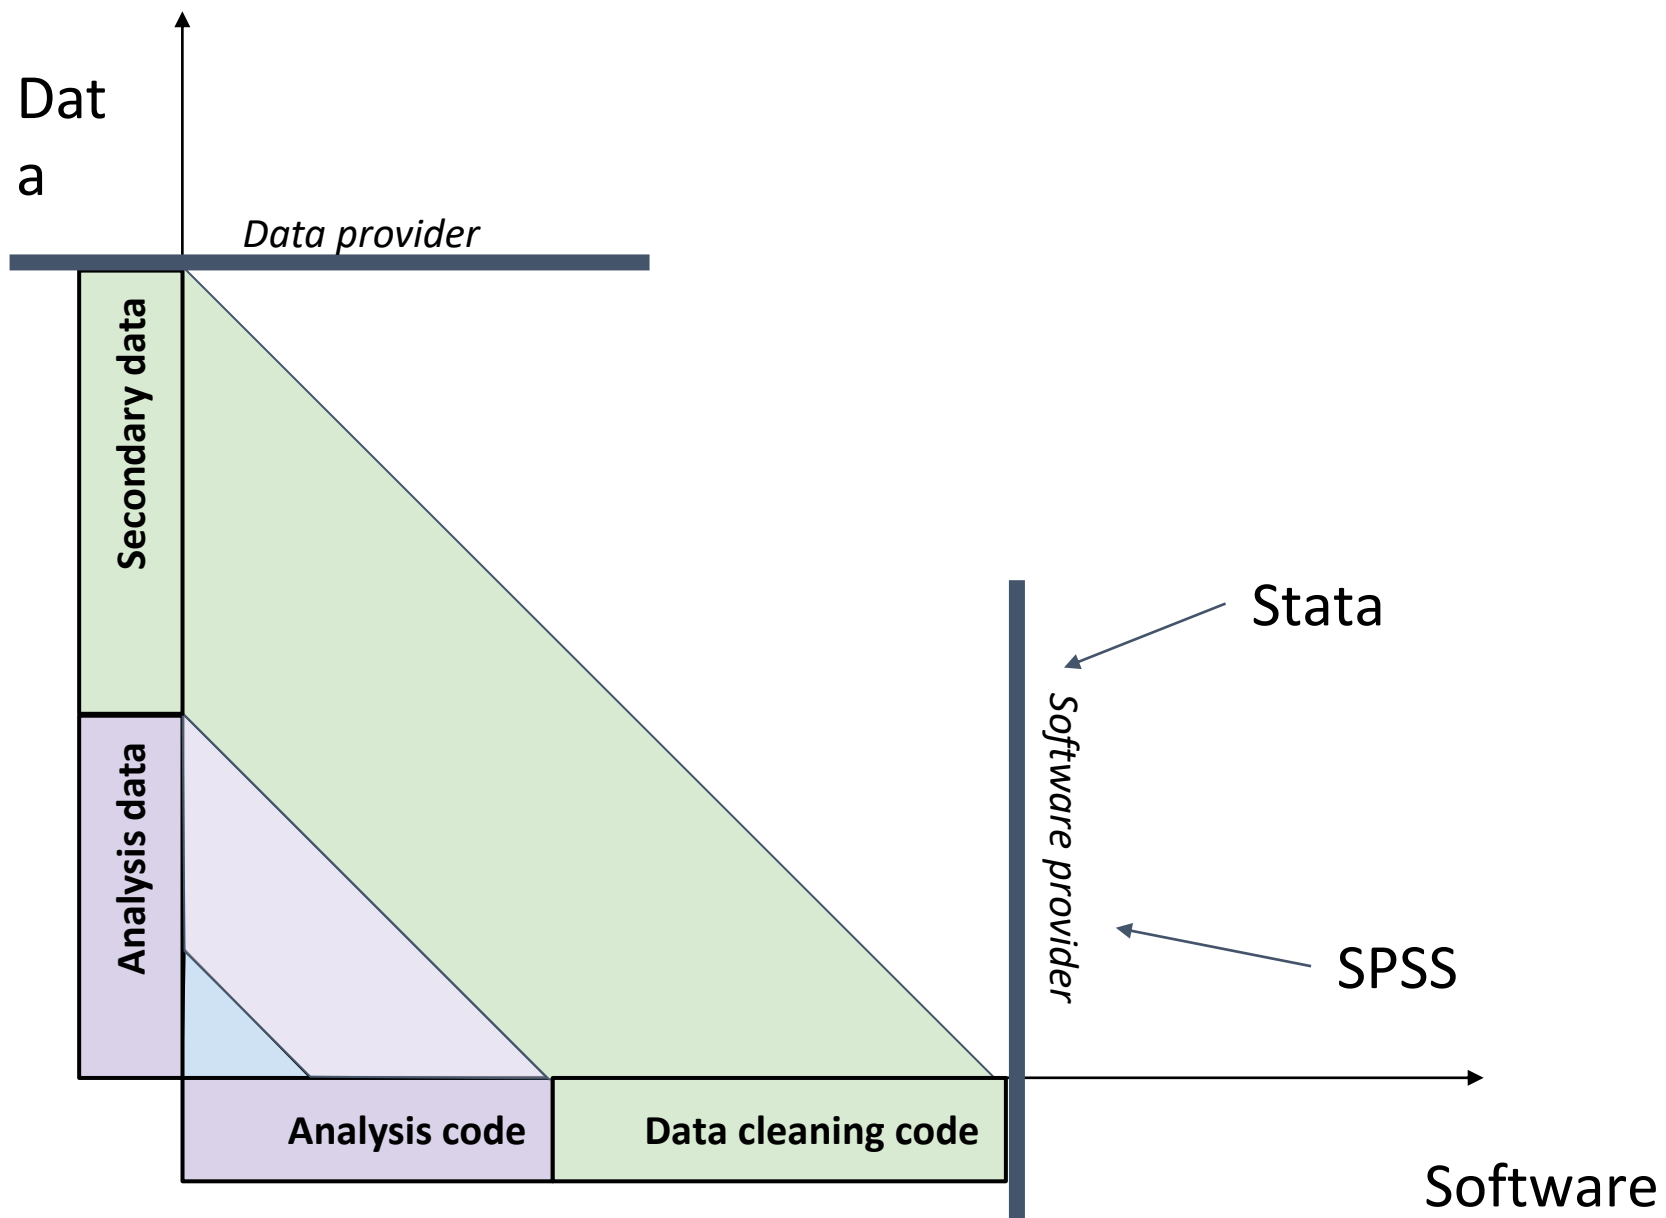 Dat
a
Data provider
Secondary data
Stata
Software provider
Analysis data
SPSS
Analysis code
Data cleaning code
Software